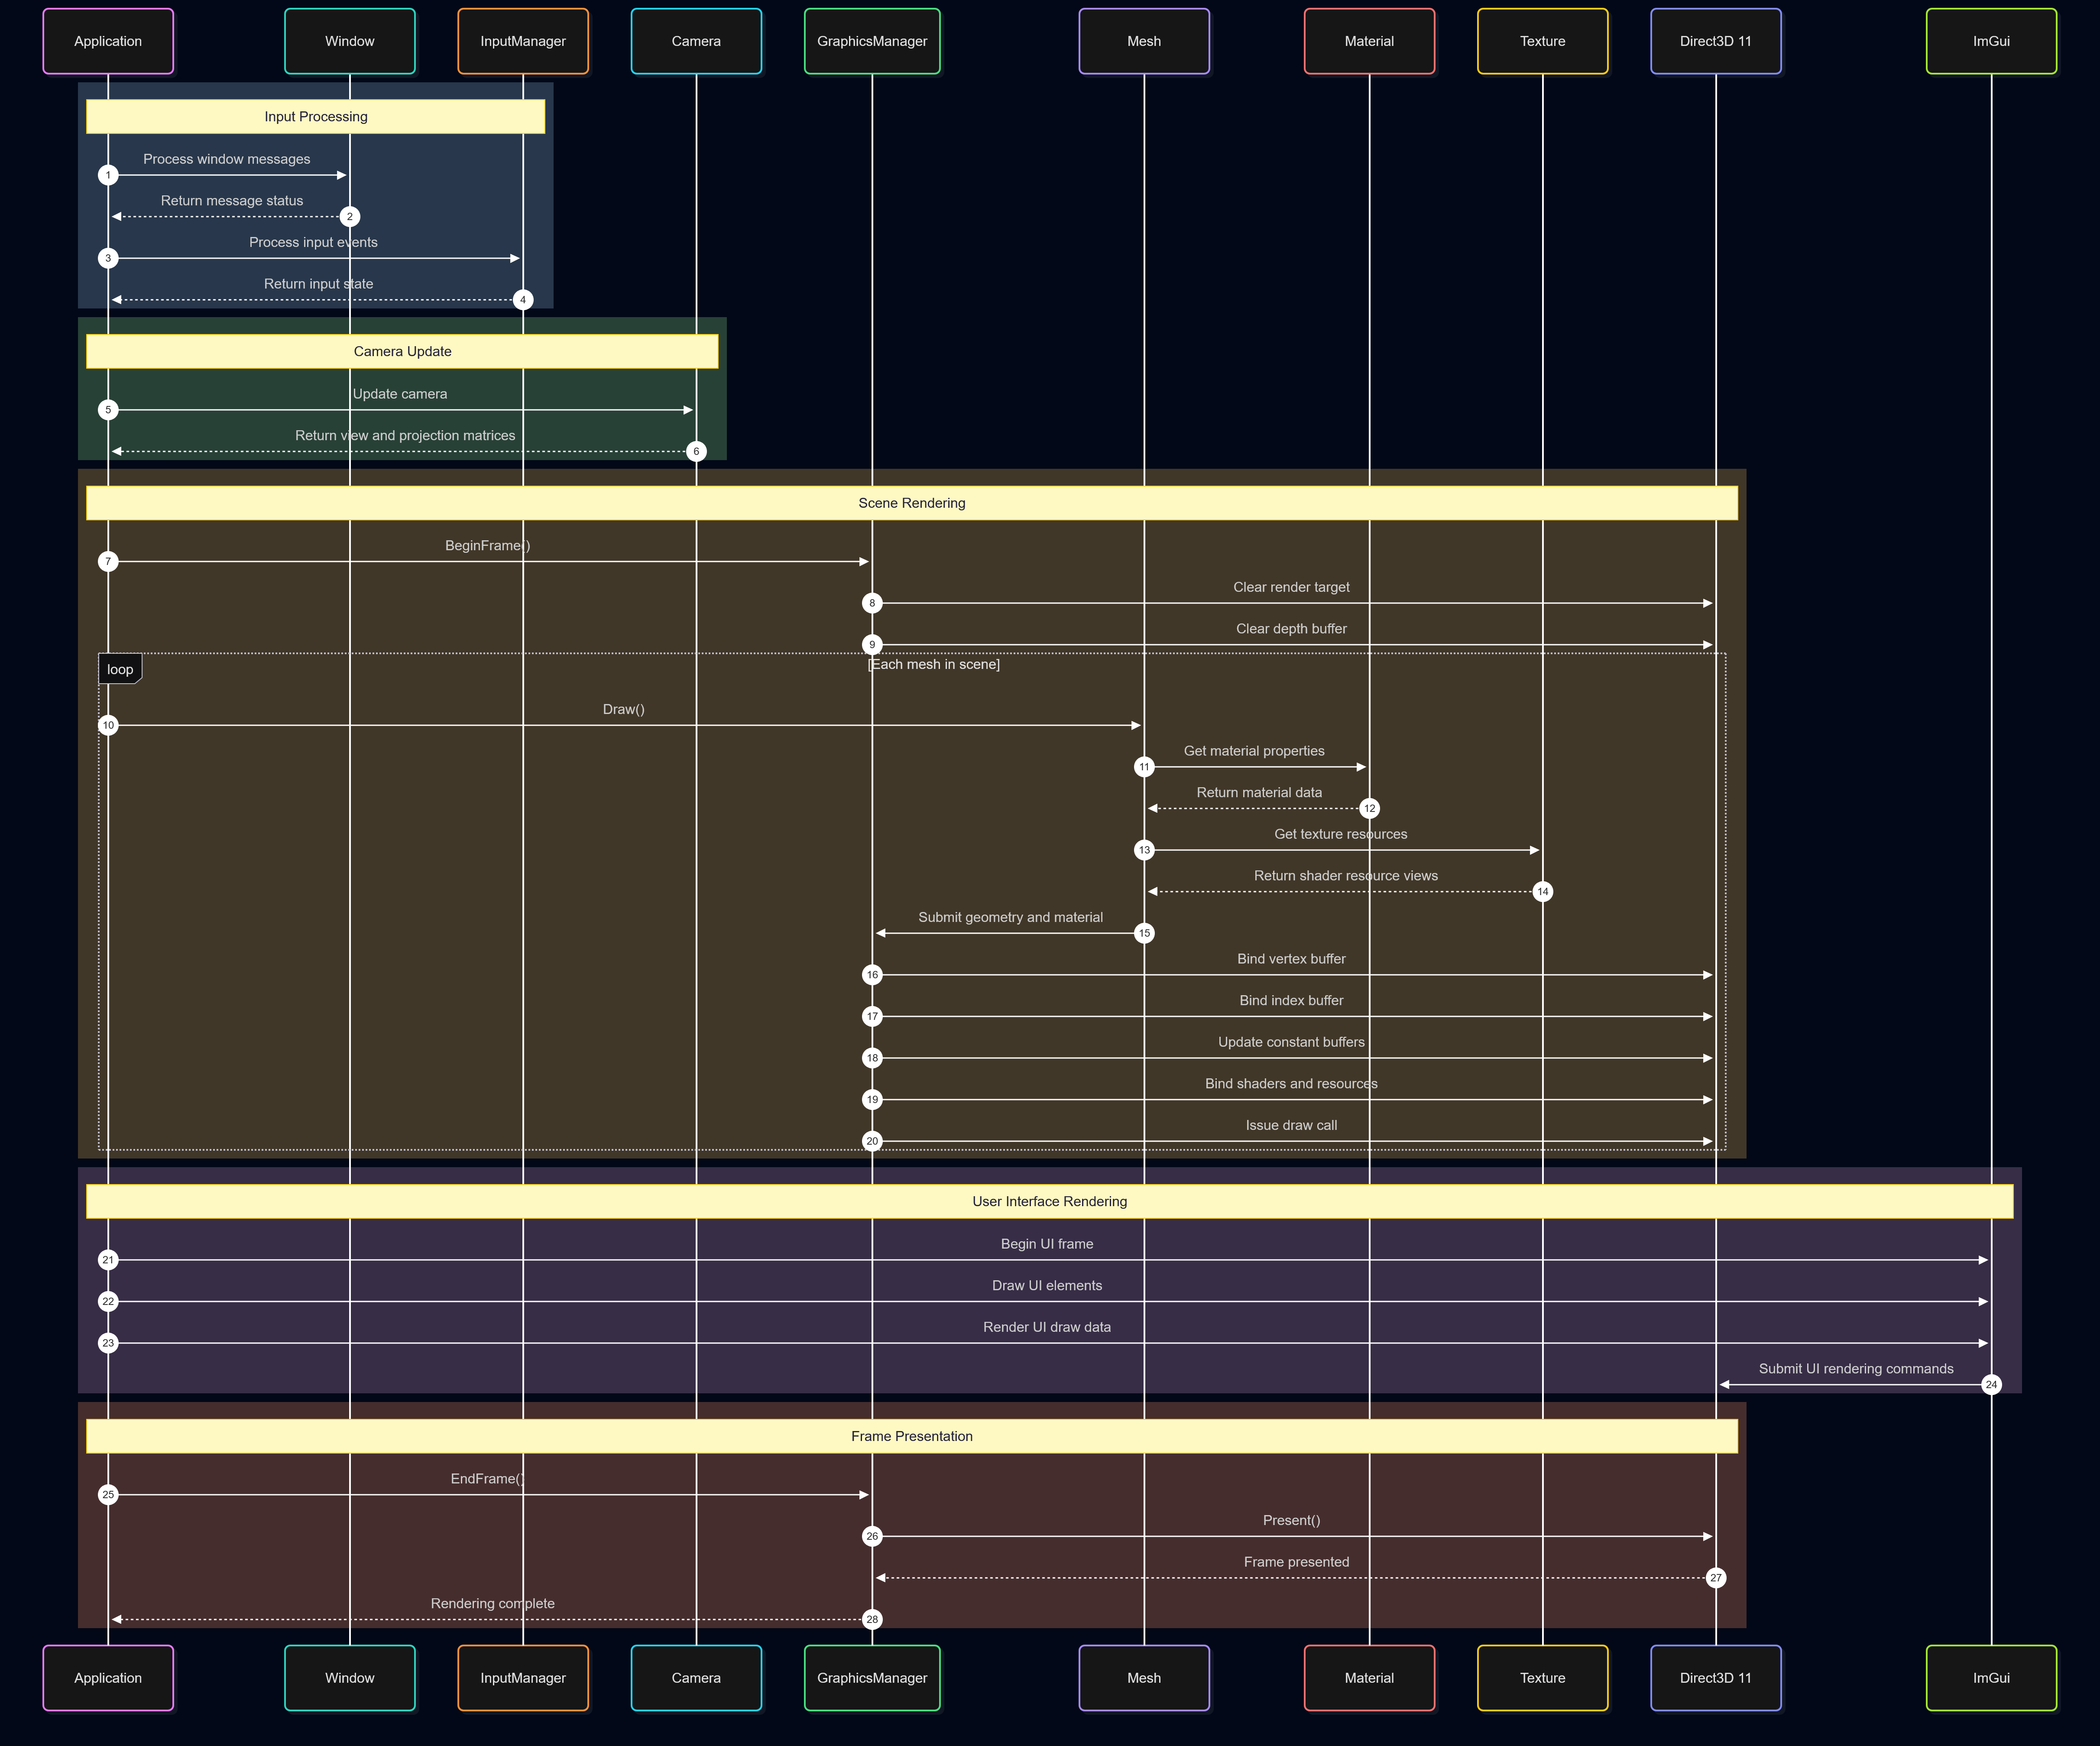 Application
Window
InputManager
Camera
GraphicsManager
Mesh
Material
Texture
Direct3D 11
ImGui
Input Processing
Process window messages
1
Return message status
2
Process input events
3
Return input state
4
Camera Update
Update camera
5
Return view and projection matrices
6
Scene Rendering
BeginFrame()
7
Clear render target
8
Clear depth buffer
9
loop
[Each mesh in scene]
Draw()
10
Get material properties
11
Return material data
12
Get texture resources
13
Return shader resource views
14
Submit geometry and material
15
Bind vertex buffer
16
Bind index buffer
17
Update constant buffers
18
Bind shaders and resources
19
Issue draw call
20
User Interface Rendering
Begin UI frame
21
Draw UI elements
22
Render UI draw data
23
Submit UI rendering commands
24
Frame Presentation
EndFrame()
25
Present()
26
Frame presented
27
Rendering complete
28
Application
Window
InputManager
Camera
GraphicsManager
Mesh
Material
Texture
Direct3D 11
ImGui